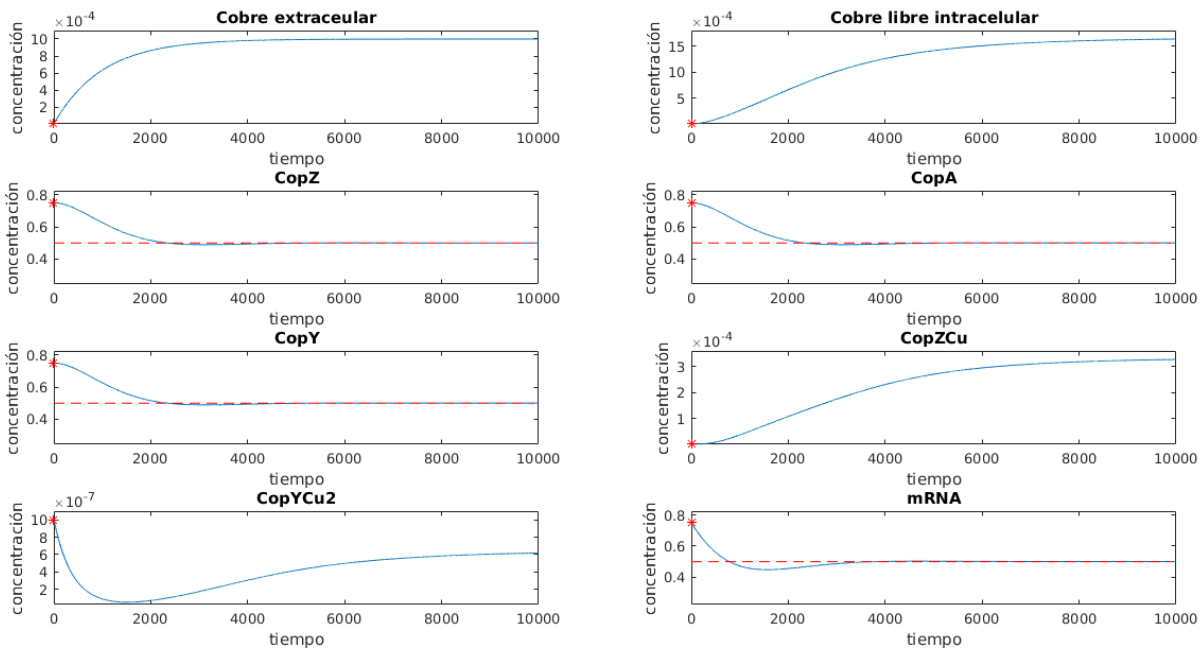 Cobre extraceular
×10-4
concentración
10
8
6
4
2
0 2000 4000 6000 8000 10000
tiempo
Cobre libre intracelular
×10-4
concentración
15
10
5
0 2000 4000 6000 8000 10000
tiempo
CopZ
concentración
0.8
0.6
0.4
0 2000 4000 6000 8000 10000
tiempo
CopA
concentración
0.8
0.6
0.4
0 2000 4000 6000 8000 10000
tiempo
CopY
concentración
0.8
0.6
0.4
0 2000 4000 6000 8000 10000
tiempo
CopZCu
×10-4
concentración
3
2
1
0 2000 4000 6000 8000 10000
tiempo
CopYCu2
×10-7
concentración
10
8
6
4
2
0 2000 4000 6000 8000 10000
tiempo
mRNA
concentración
0.8
0.6
0.4
0 2000 4000 6000 8000 10000
tiempo